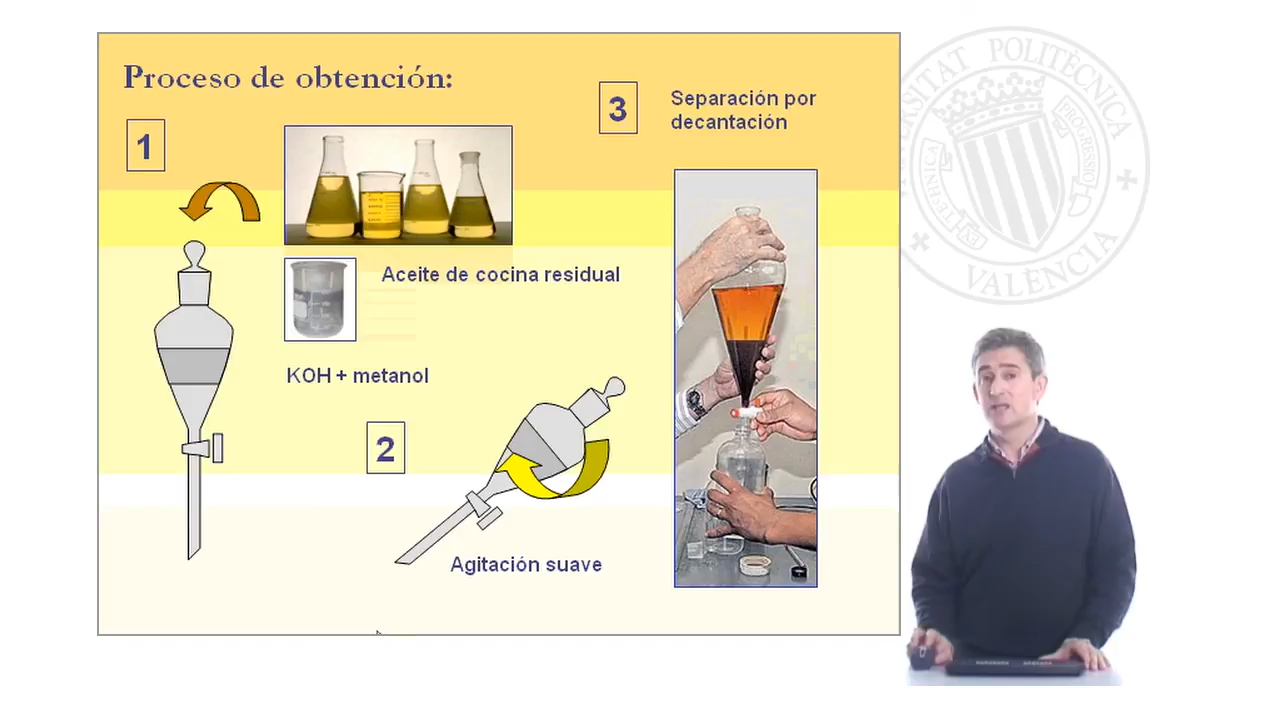 Proceso de obtención:
1
Aceite de cocina residual
KOH + metanol
2
Agitación suave
3
Separación por
decantación
UNIVERSITAT POLITÈCNICA
VALÈNCIA